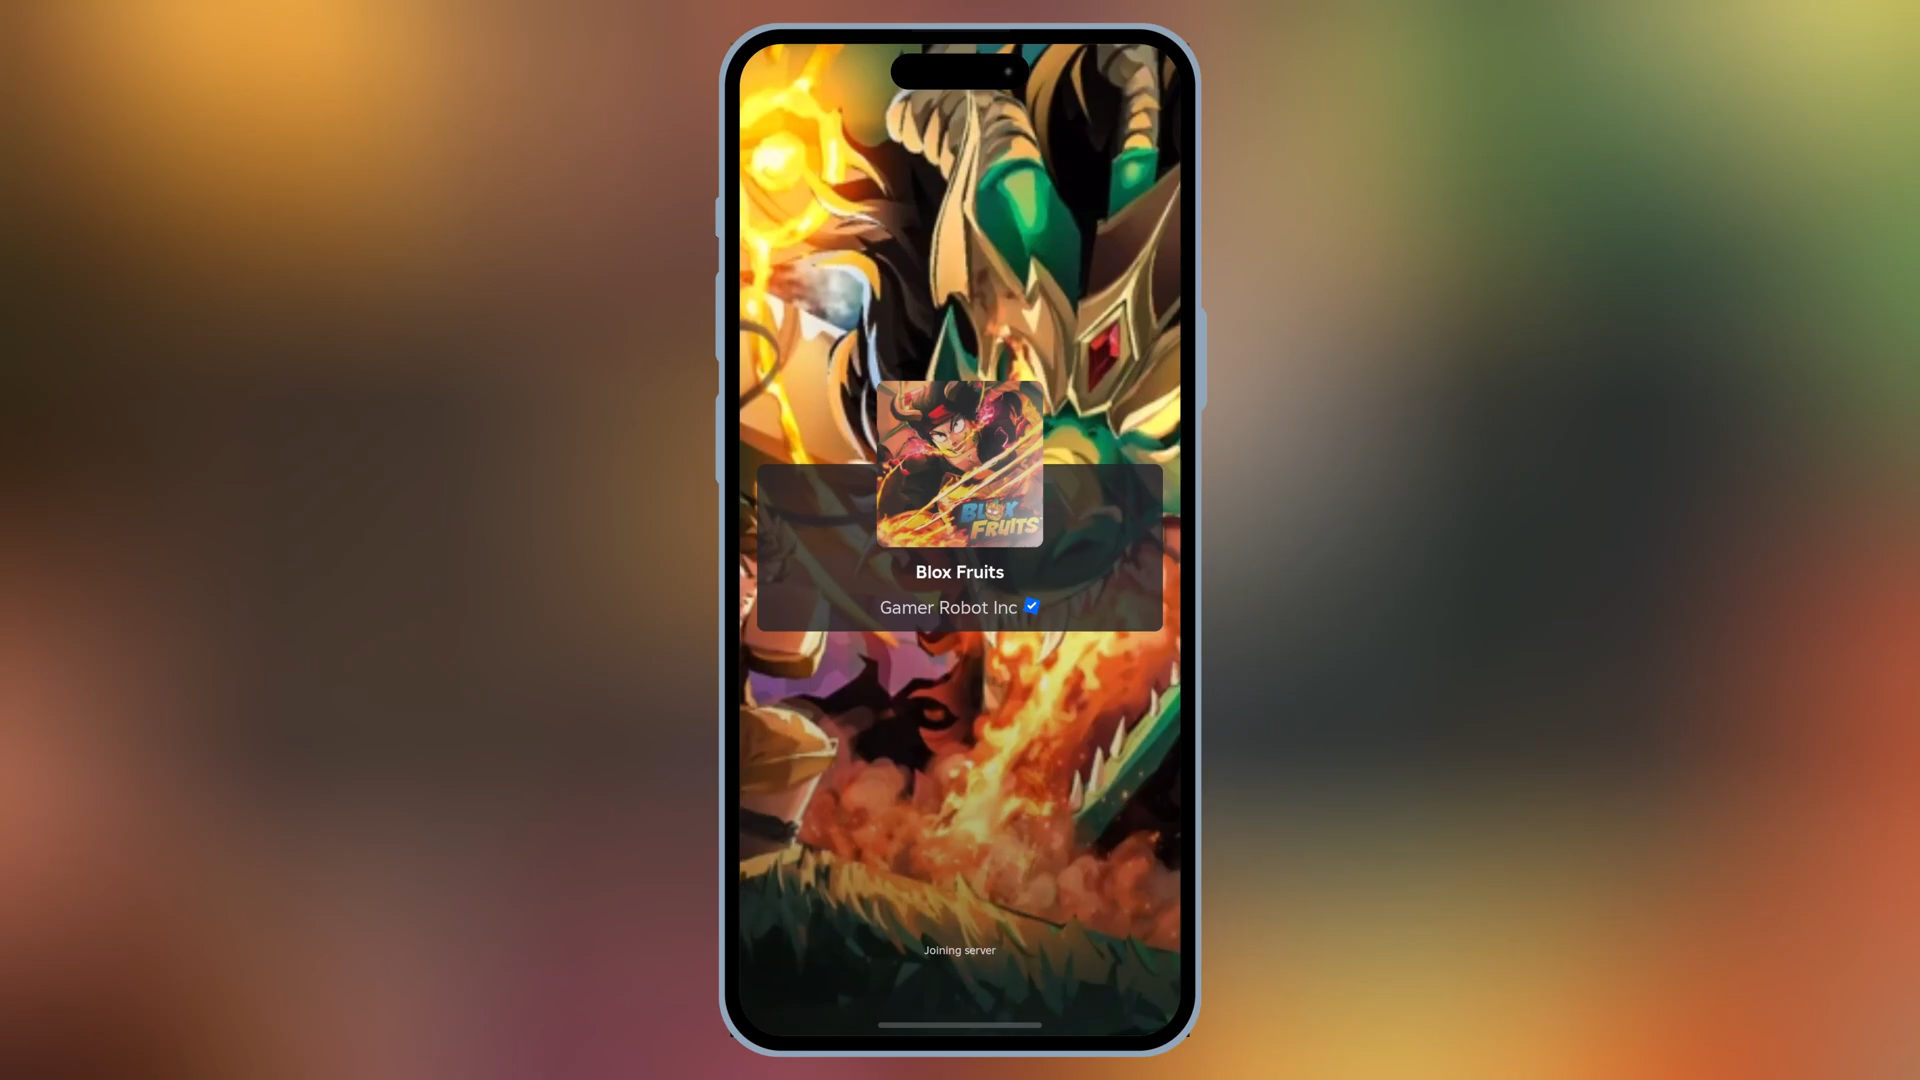 BLOX
FRUITS
Blox Fruits
Gamer Robot Inc
Joining server